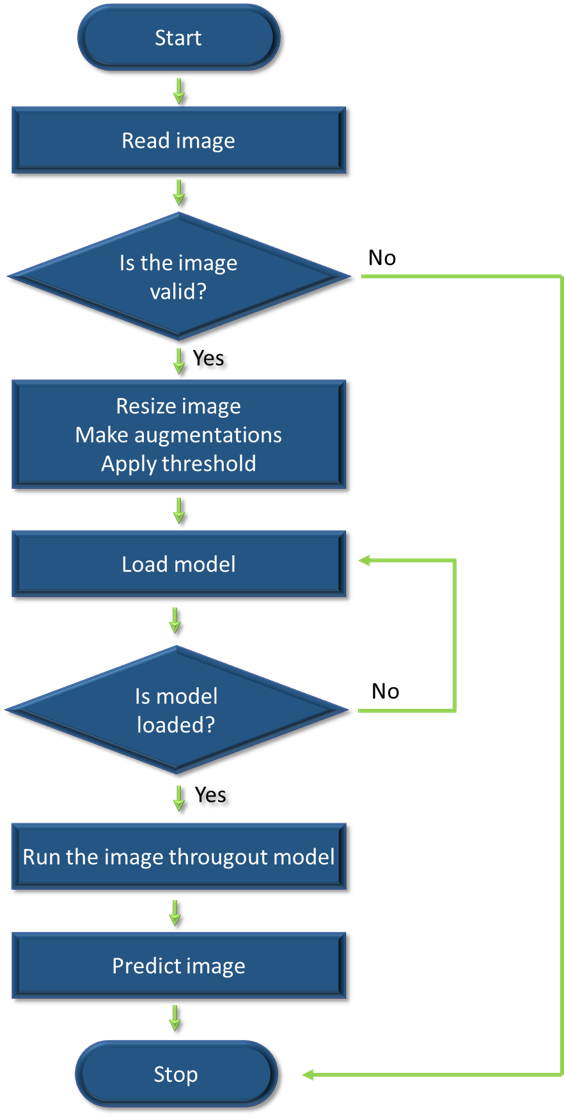 Start
Read image
Is the image
valid?
No
Yes
Resize image
Make augmentations
Apply threshold
Load model
Is model
loaded?
No
Yes
Run the image througout model
Predict image
Stop